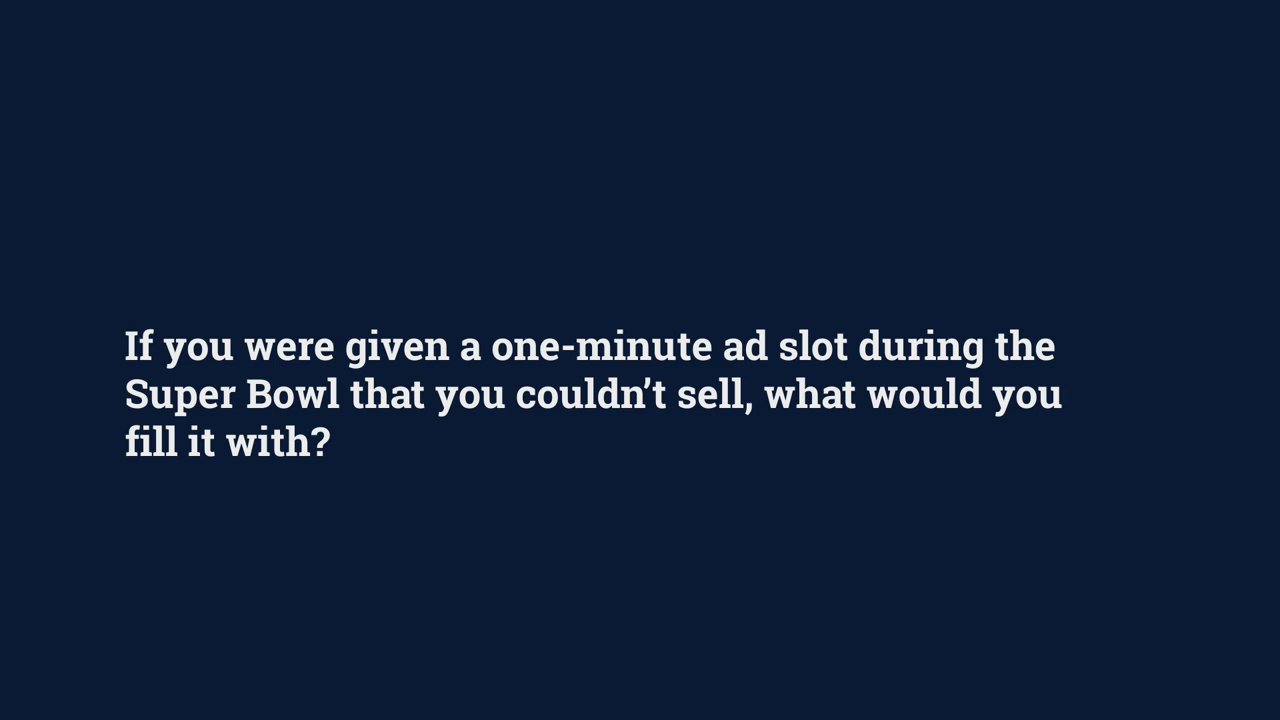 If you were given a one-minute ad slot during the
Super Bowl that you couldn’t sell, what would you
fill it with?